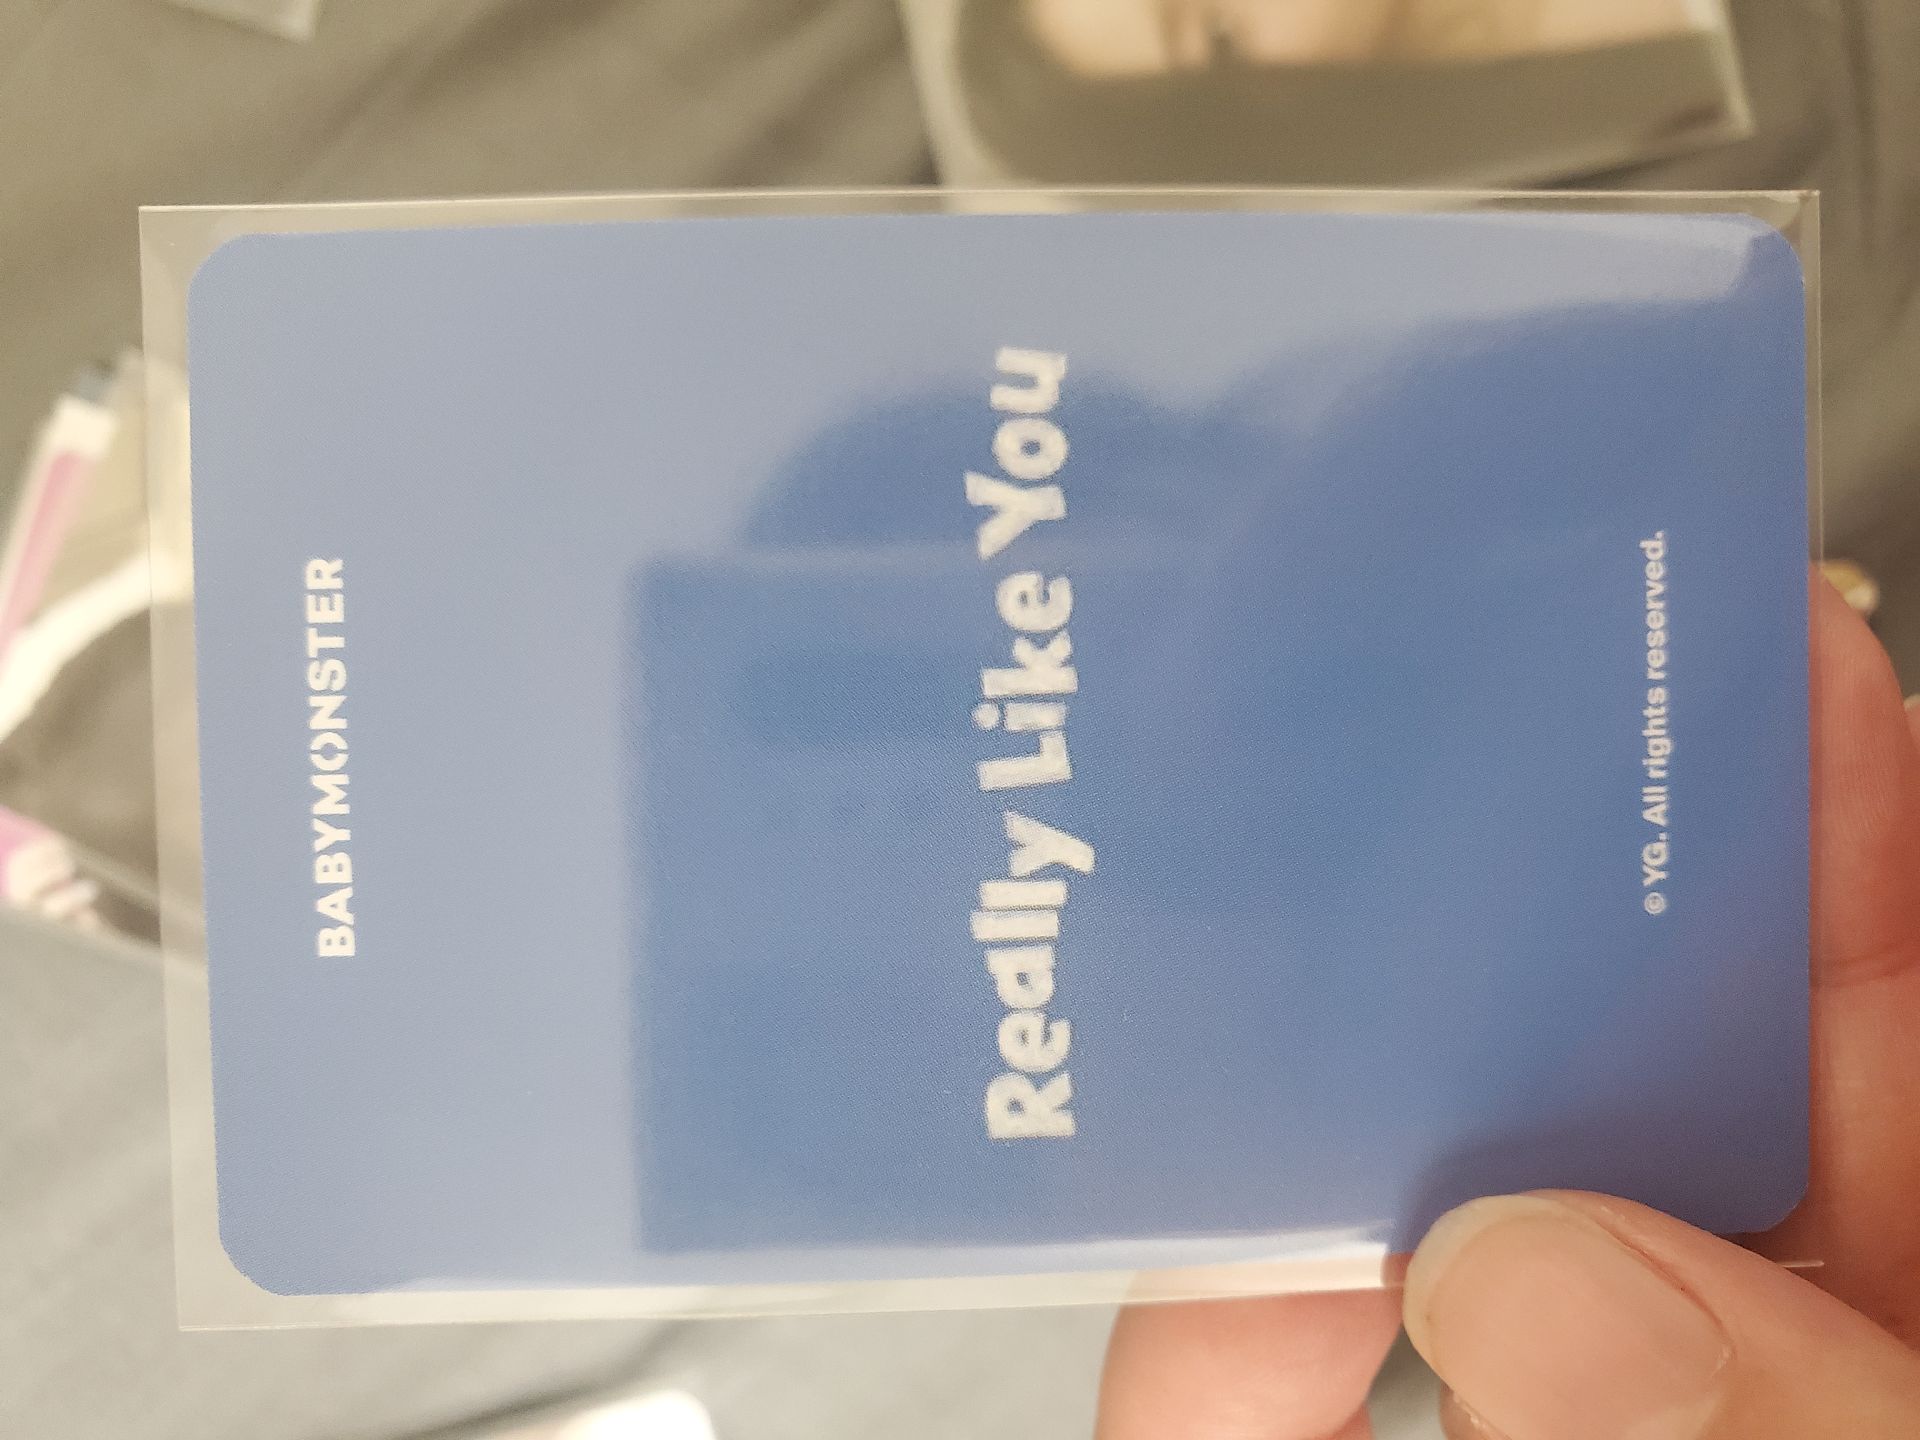 BABYMONSTER
Really Like You
© YG. All rights reserved.